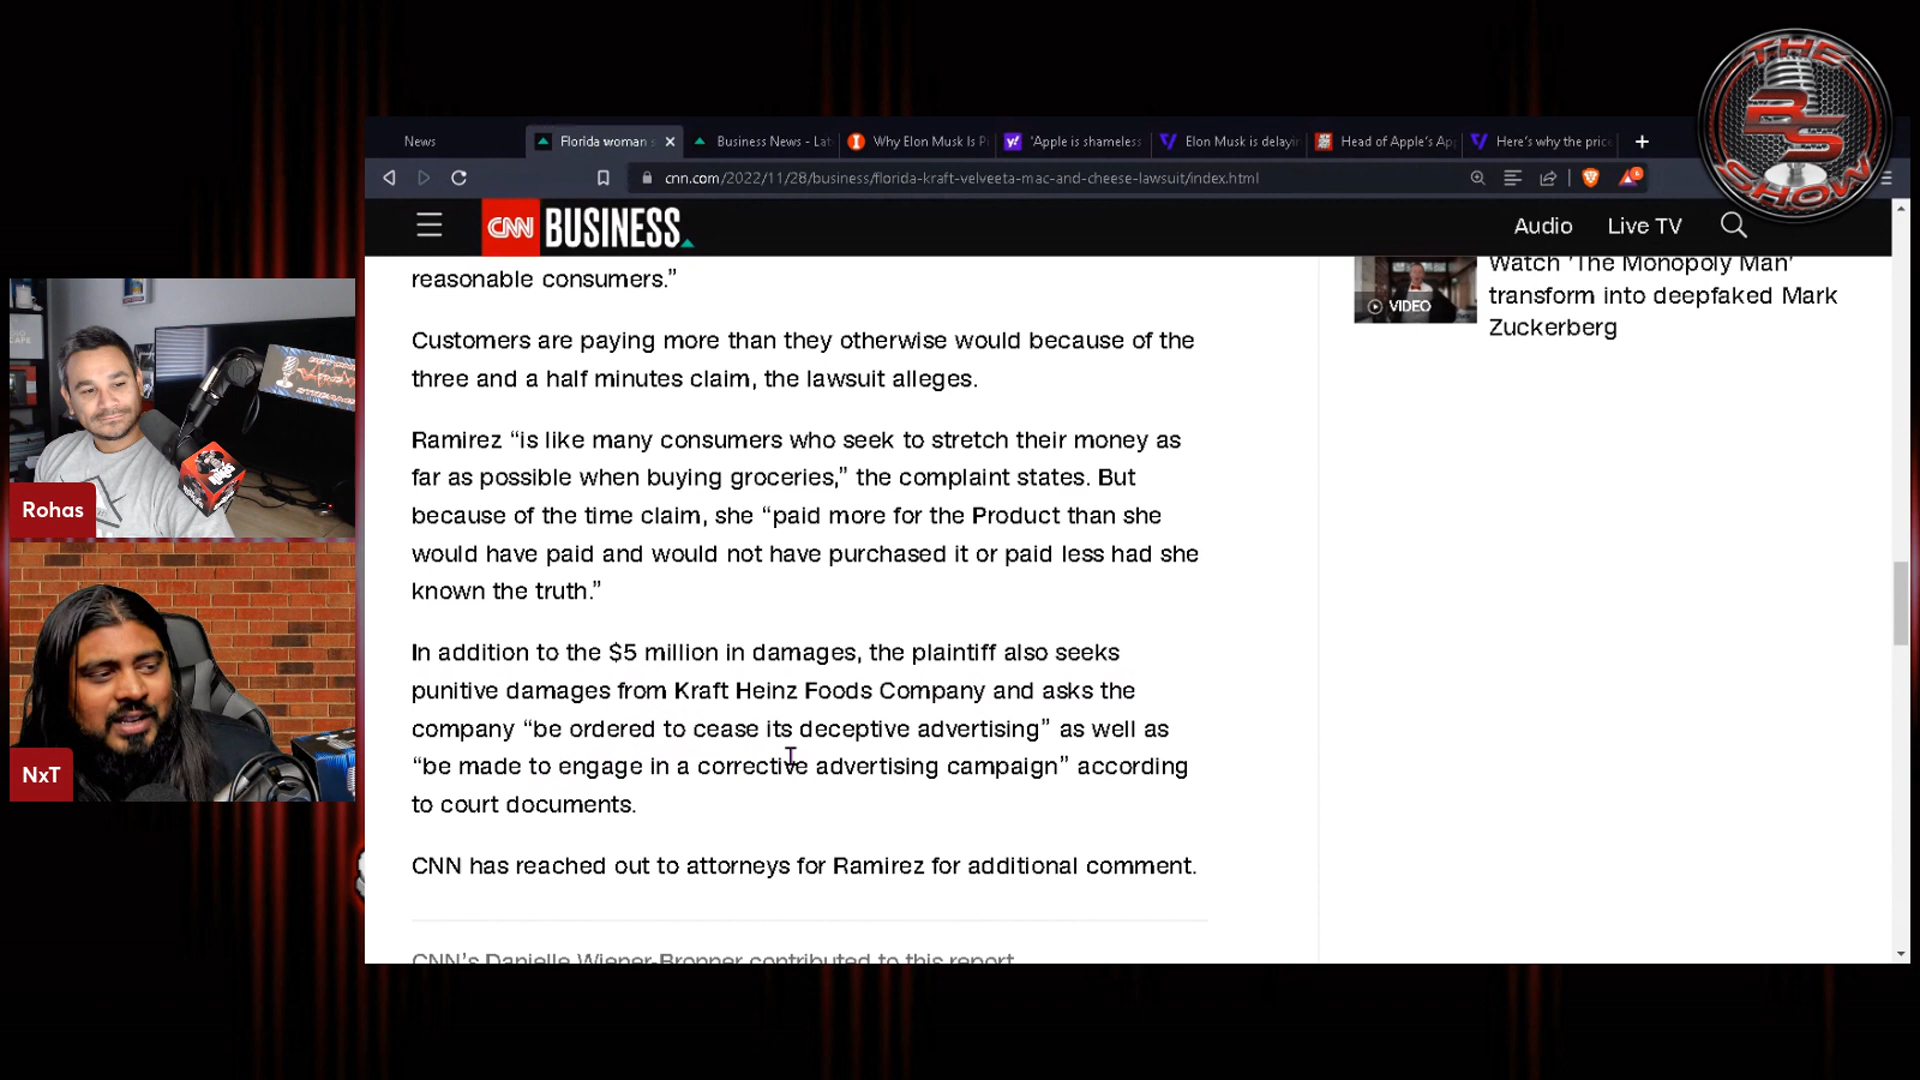 THE
BS
SHOW
News
Florida woman s
Business News - Lat
Why Elon Musk Is P
'Apple is shameless
Elon Musk is delayin
Head of Apple's Ap
Here's why the price
cnn.com/2022/11/28/business/florida-kraft-velveeta-mac-and-cheese-lawsuit/index.html
CNN BUSINESS
Audio
Live TV
reasonable consumers.”
Customers are paying more than they otherwise would because of the
three and a half minutes claim, the lawsuit alleges.
Ramirez “is like many consumers who seek to stretch their money as
far as possible when buying groceries,” the complaint states. But
because of the time claim, she “paid more for the Product than she
would have paid and would not have purchased it or paid less had she
known the truth.”
In addition to the $5 million in damages, the plaintiff also seeks
punitive damages from Kraft Heinz Foods Company and asks the
company “be ordered to cease its deceptive advertising” as well as
“be made to engage in a corrective advertising campaign” according
to court documents.
CNN has reached out to attorneys for Ramirez for additional comment.
CNN’s Danielle Wiener-Bronner contributed to this report
VIDEO
Watch ‘The Monopoly Man’
transform into deepfaked Mark
Zuckerberg
Rohas
NxT